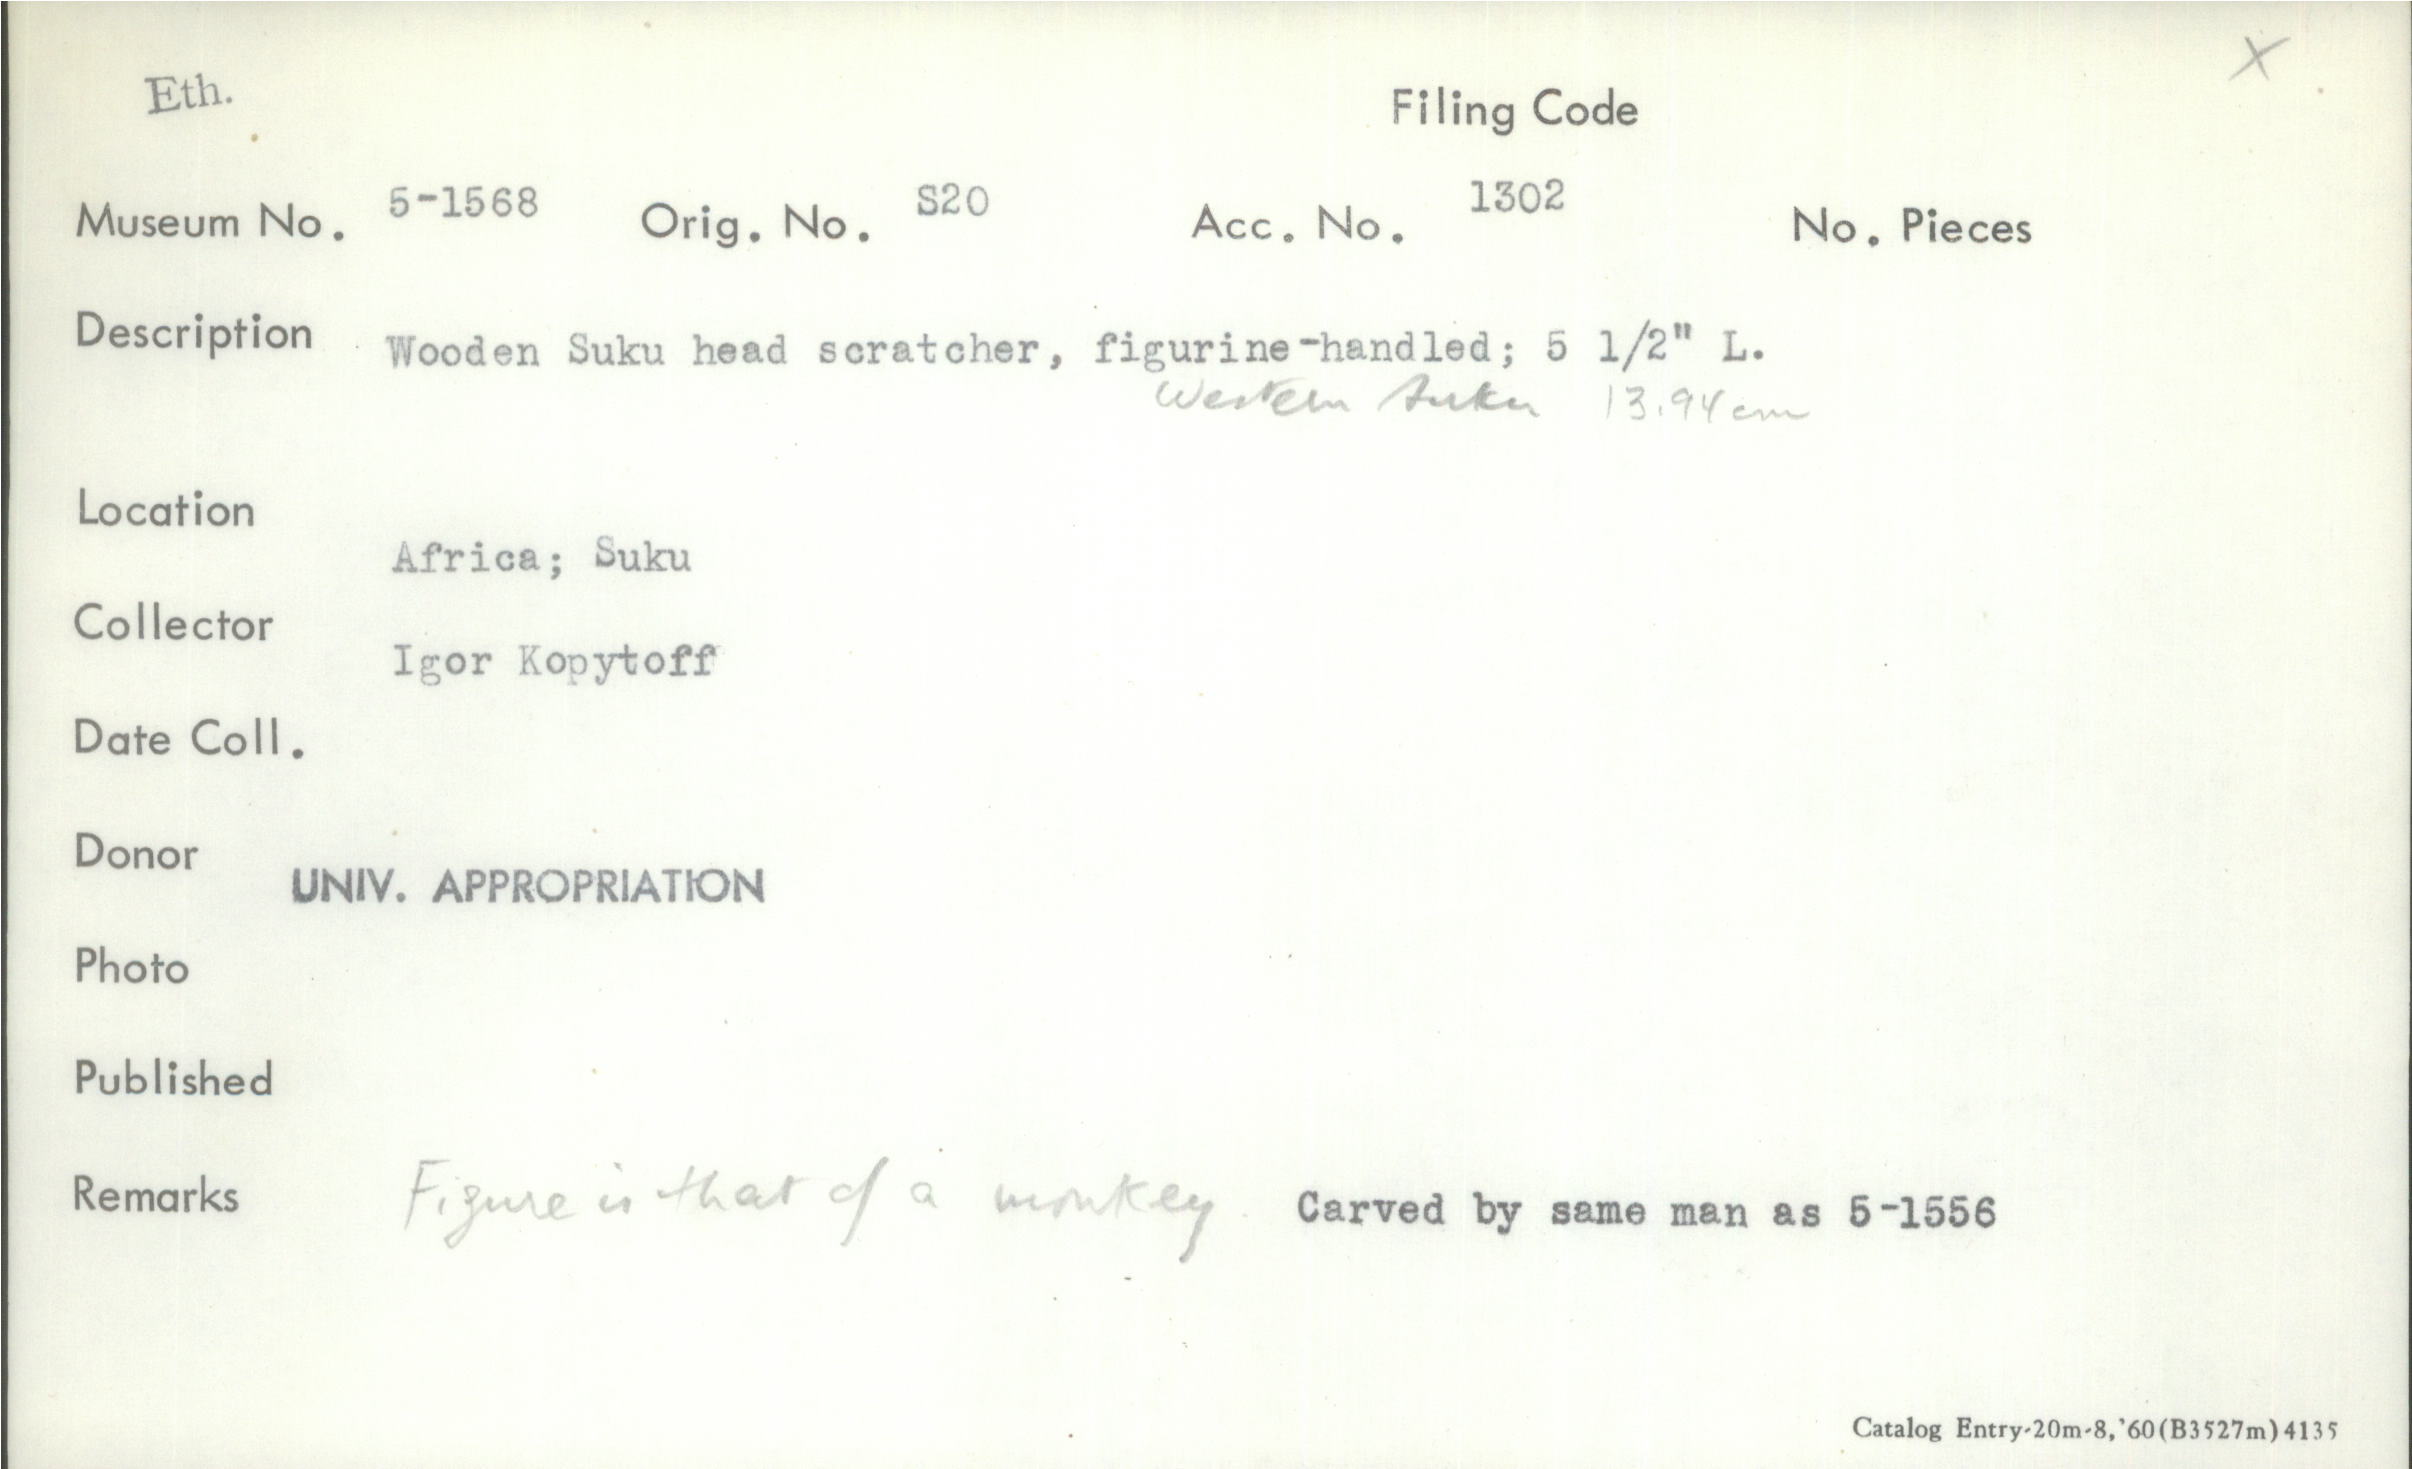 Eth.
Filing Code
X
Museum No. 5-1568 Orig. No. S20 Acc. No. 1302 No. Pieces
Description Wooden Suku head scratcher, figurine-handled; 5 1/2" L.
Western Suku 13.94 cm
Location
Africa; Suku
Collector
Igor Kopytoff
Date Coll.
Donor
UNIV. APPROPRIATION
Photo
Published
Remarks Figure is that of a monkey Carved by same man as 5-1556
Catalog Entry-20m-8,'60(B3527m)4135